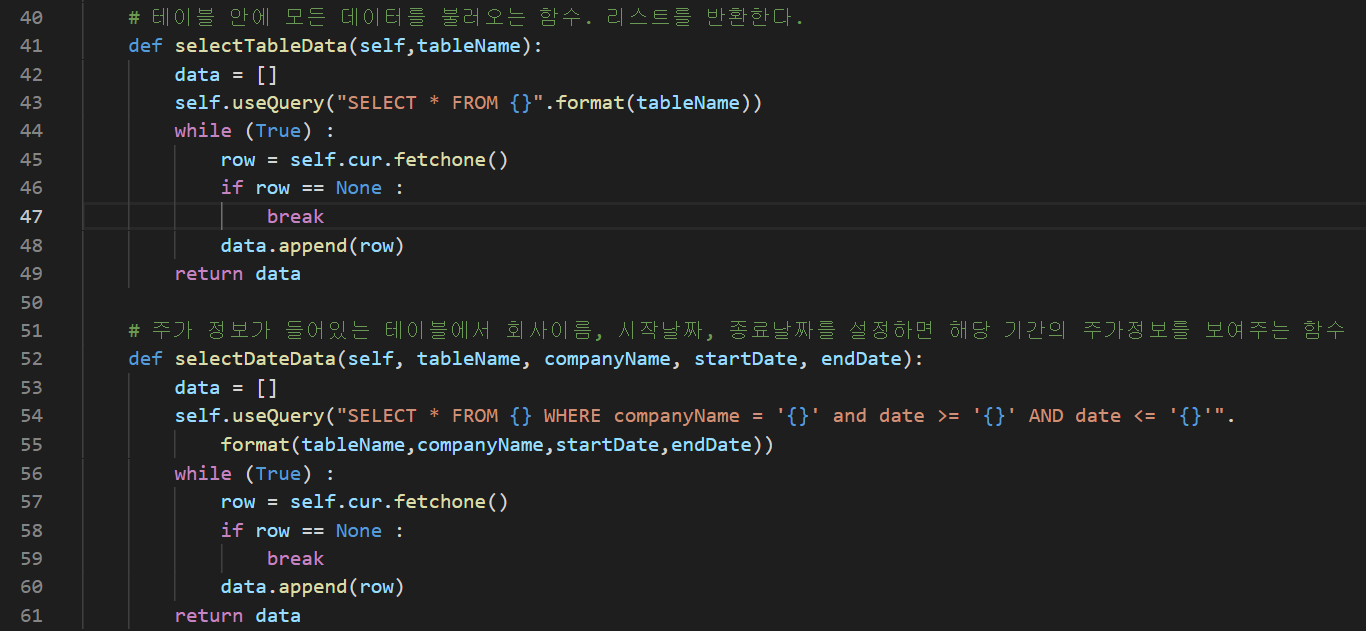 40 # 테이블 안에 모든 데이터를 불러오는 함수. 리스트를 반환한다.
41 def selectTableData(self,tableName):
42 data = []
43 self.useQuery("SELECT * FROM {}".format(tableName))
44 while (True) :
45 row = self.cur.fetchone()
46 if row == None :
47 break
48 data.append(row)
49 return data
50
51 # 주가 정보가 들어있는 테이블에서 회사이름, 시작날짜, 종료날짜를 설정하면 해당 기간의 주가정보를 보여주는 함수
52 def selectDateData(self, tableName, companyName, startDate, endDate):
53 data = []
54 self.useQuery("SELECT * FROM {} WHERE companyName = '{}' and date >= '{}' AND date <= '{}'".
55 format(tableName,companyName,startDate,endDate))
56 while (True) :
57 row = self.cur.fetchone()
58 if row == None :
59 break
60 data.append(row)
61 return data